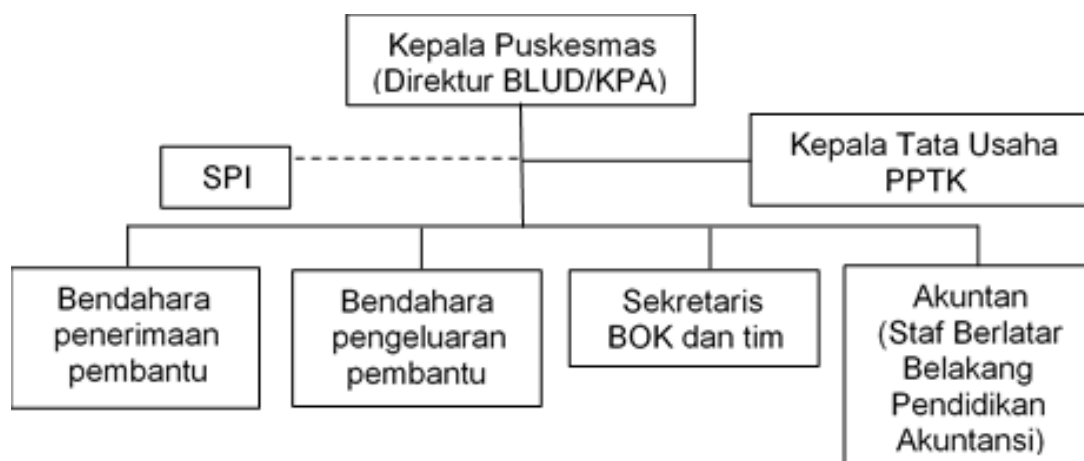 Kepala Puskesmas
(Direktur BLUD/KPA)
SPI
Kepala Tata Usaha
PPTK
Bendahara
penerimaan
pembantu
Bendahara
pengeluaran
pembantu
Sekretaris
BOK dan tim
Akuntan
(Staf Berlatar
Belakang
Pendidikan
Akuntansi)